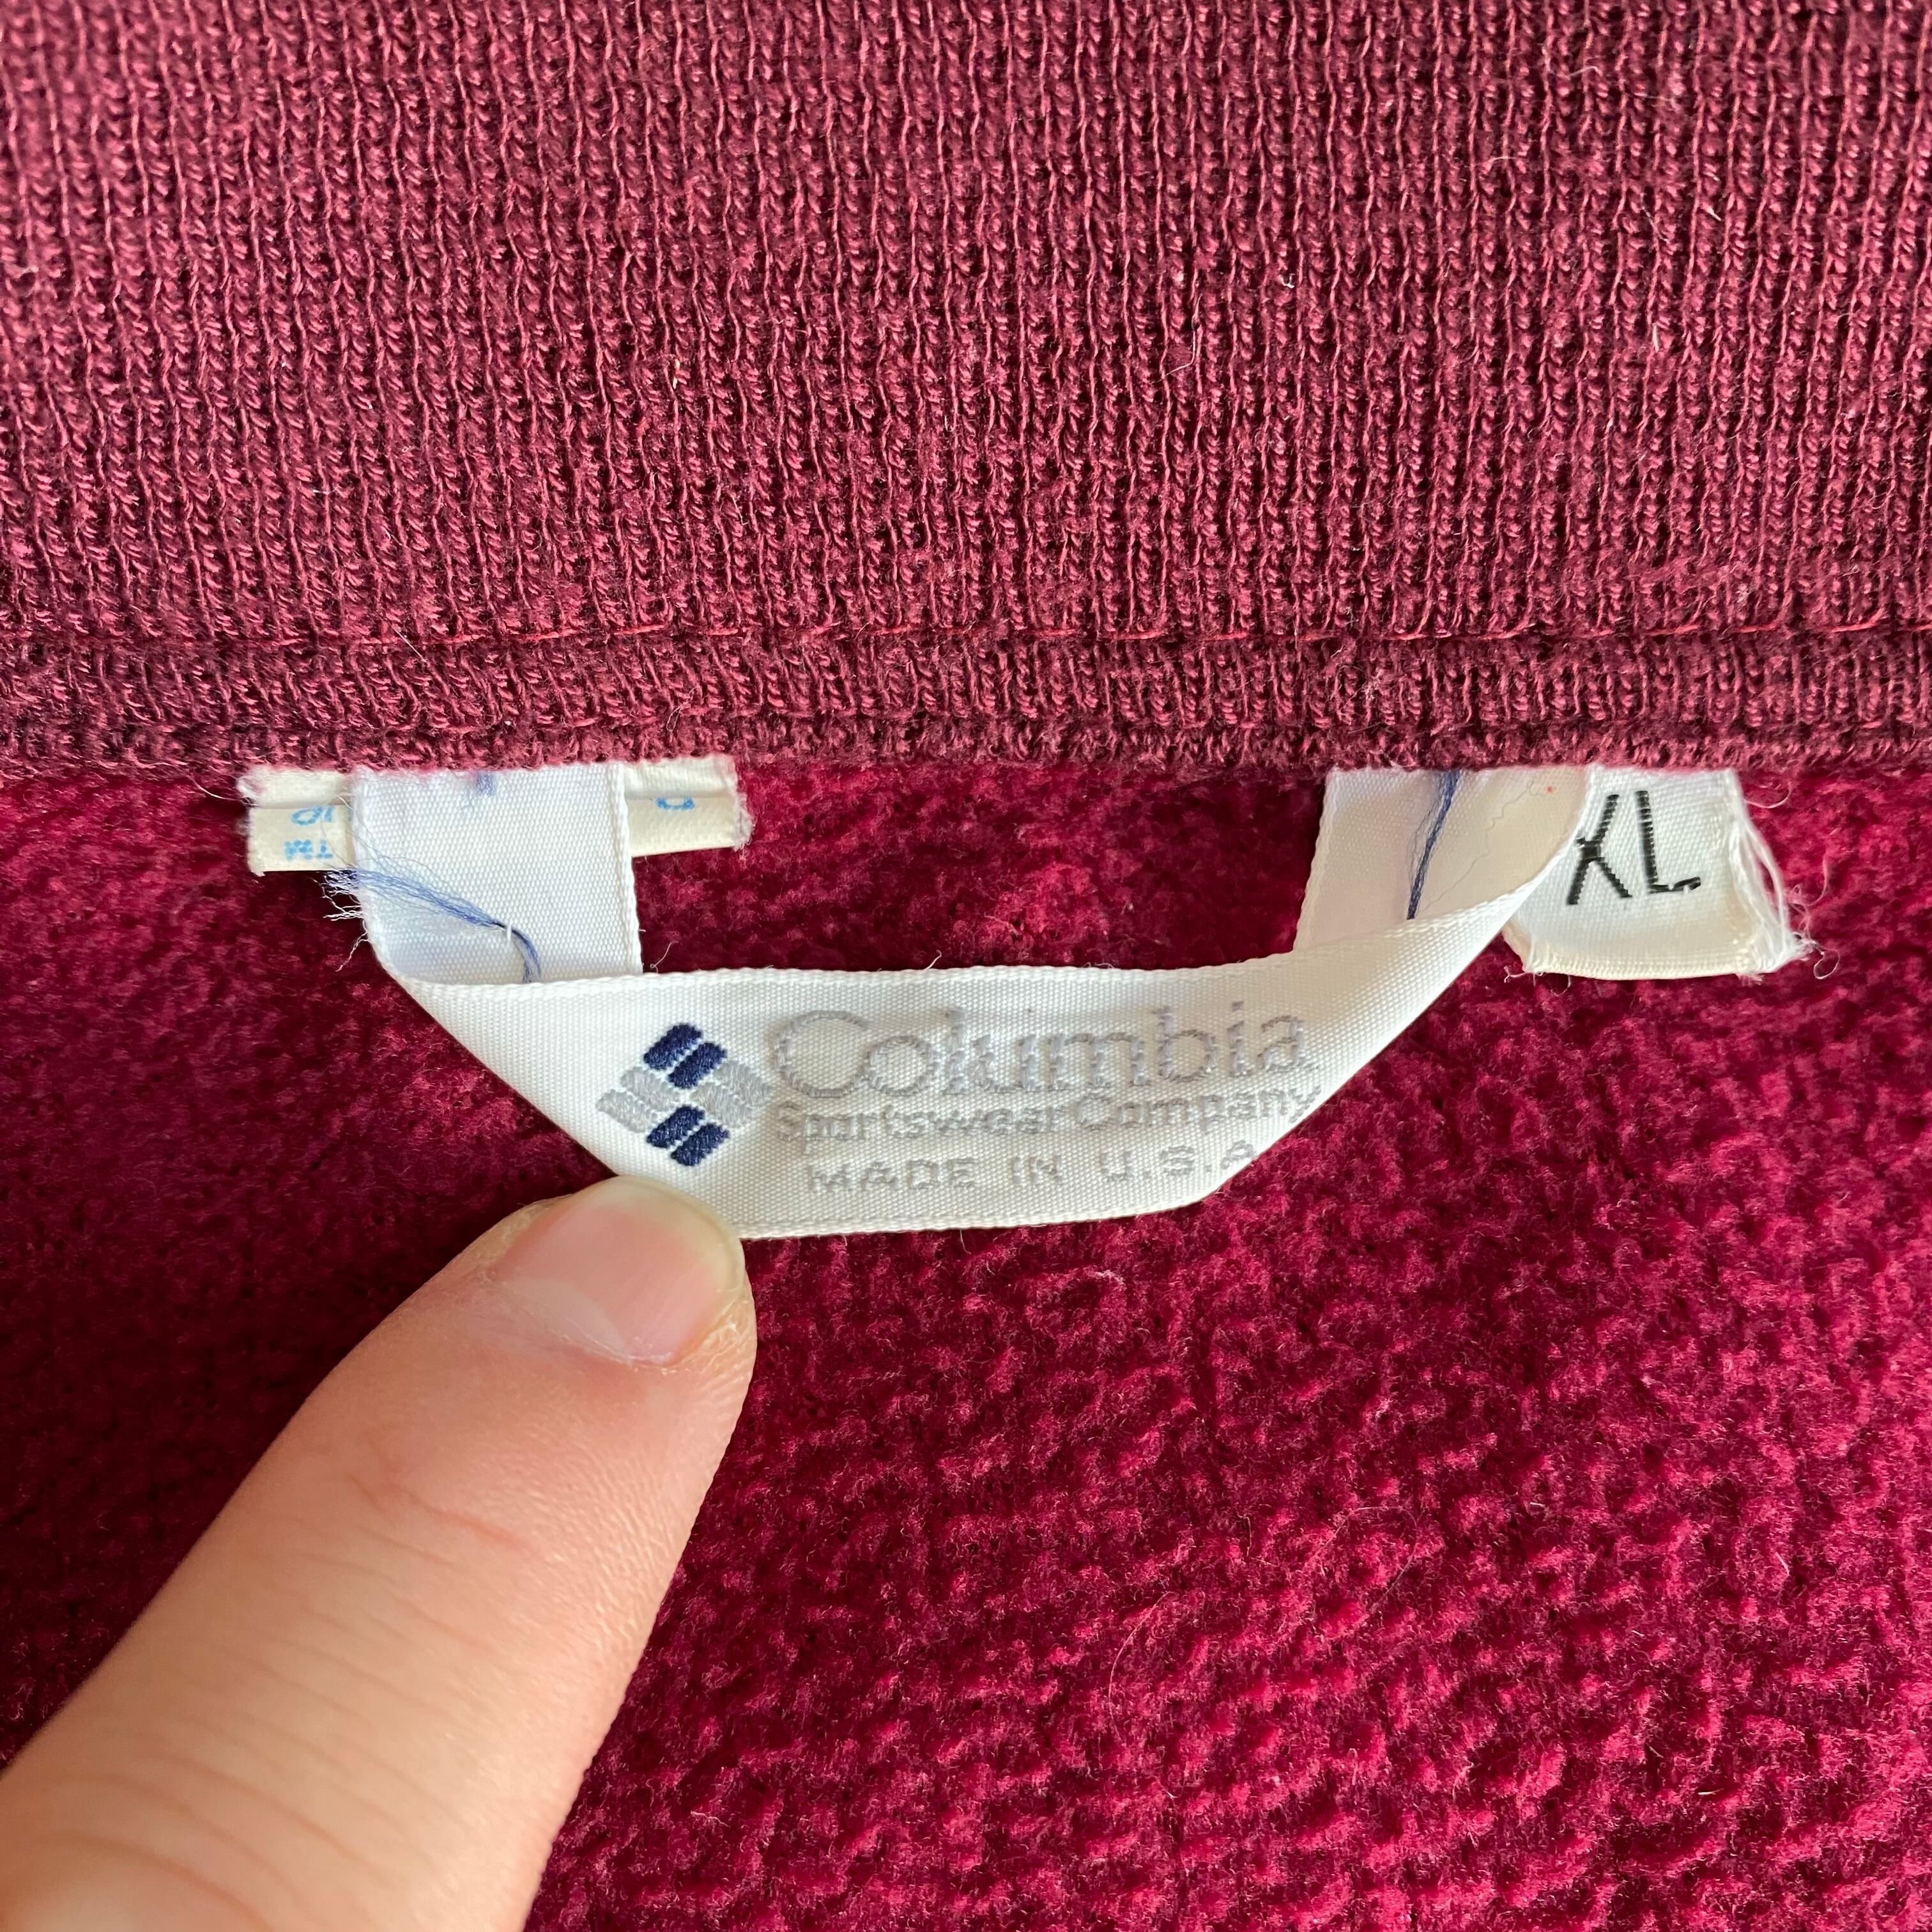 XL
Columbia
Sportswear Company
MADE IN U.S.A